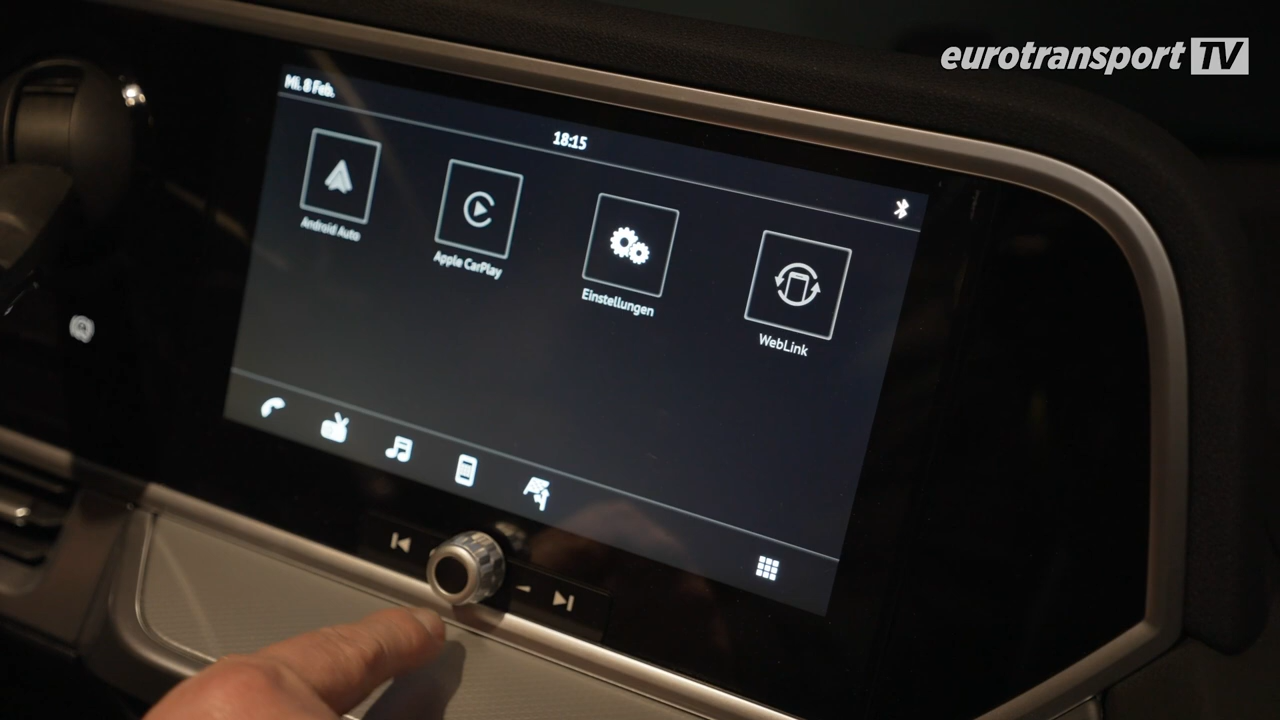 eurotransport TV
Mi. 8 Feb.
18:15
Android Auto
Apple CarPlay
Einstellungen
WebLink